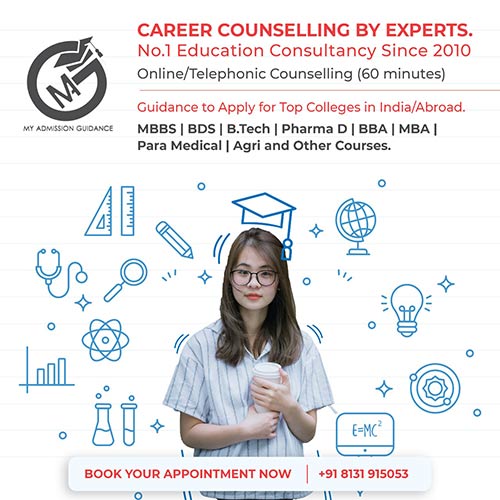 CAREER COUNSELLING BY EXPERTS.
No.1 Education Consultancy Since 2010
Online/Telephonic Counselling (60 minutes)
MAG
MY ADMISSION GUIDANCE
Guidance to Apply for Top Colleges in India/Abroad.
MBBS | BDS | B.Tech | Pharma D | BBA | MBA |
Para Medical | Agri and Other Courses.
E=MC²
BOOK YOUR APPOINTMENT NOW | +91 8131 915053